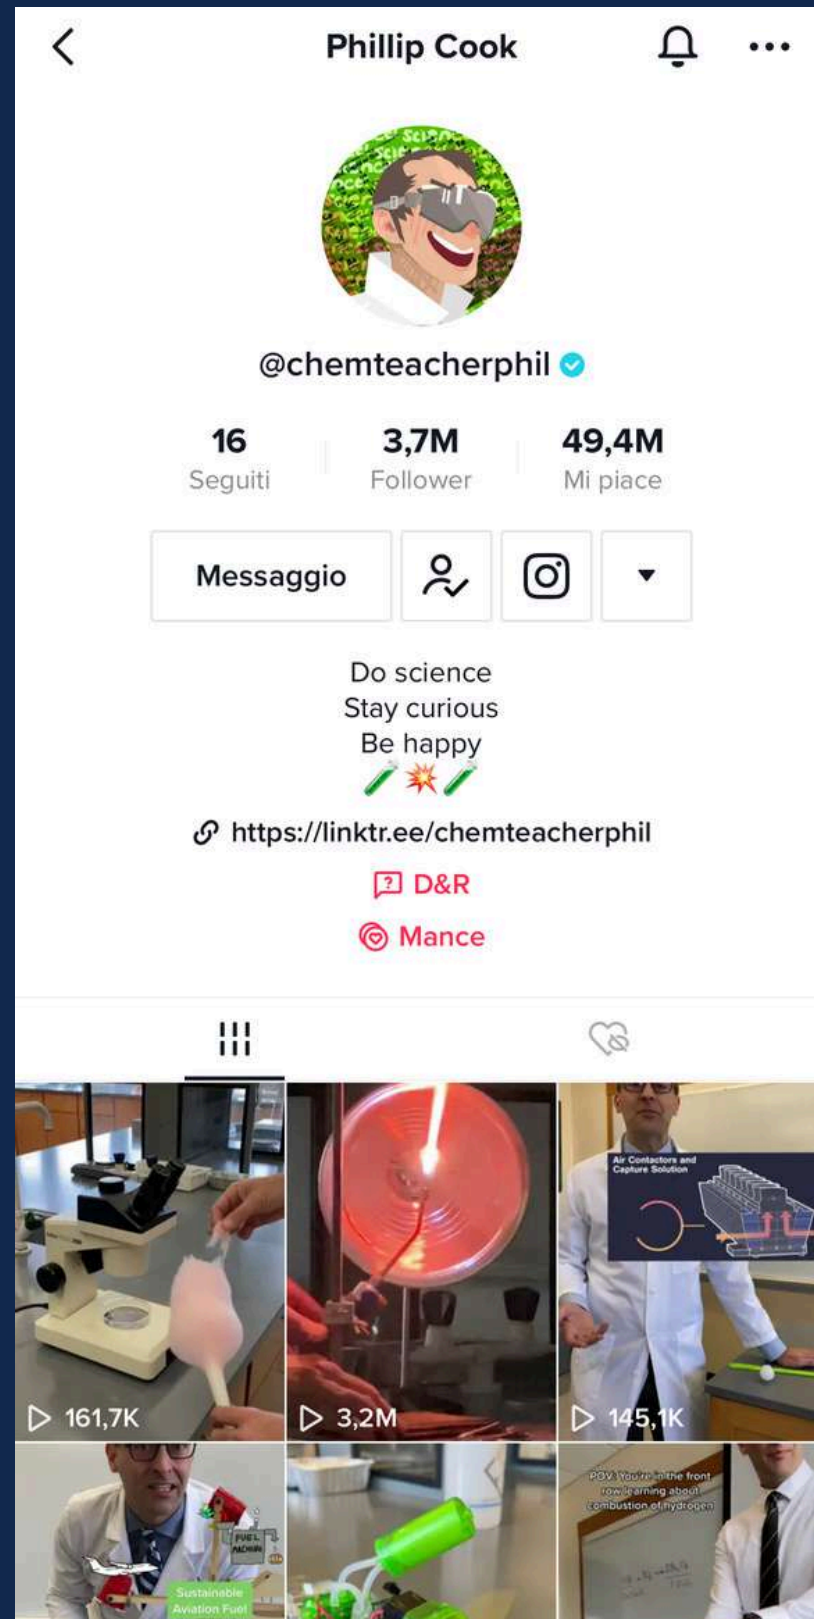 Phillip Cook
@chemteacherphil
16 3,7M 49,4M
Seguiti Follower Mi piace
Messaggio
Do science
Stay curious
Be happy
https://linktr.ee/chemteacherphil
D&R
Mance
Air Contactors and
Capture Solution
161,7K 3,2M 145,1K
FUEL
MACHINE
Sustainable
Aviation Fuel
POV: You're in the front
row learning about
combustion of hydrogen